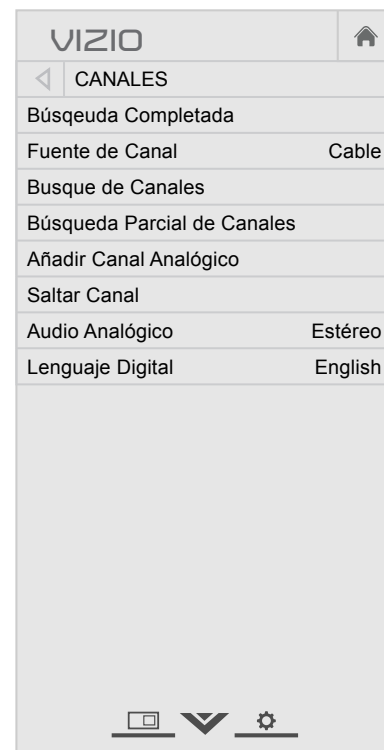 VIZIO
CANALES
Búsqeuda Completada
Fuente de Canal Cable
Busque de Canales
Búsqueda Parcial de Canales
Añadir Canal Analógico
Saltar Canal
Audio Analógico Estéreo
Lenguaje Digital English